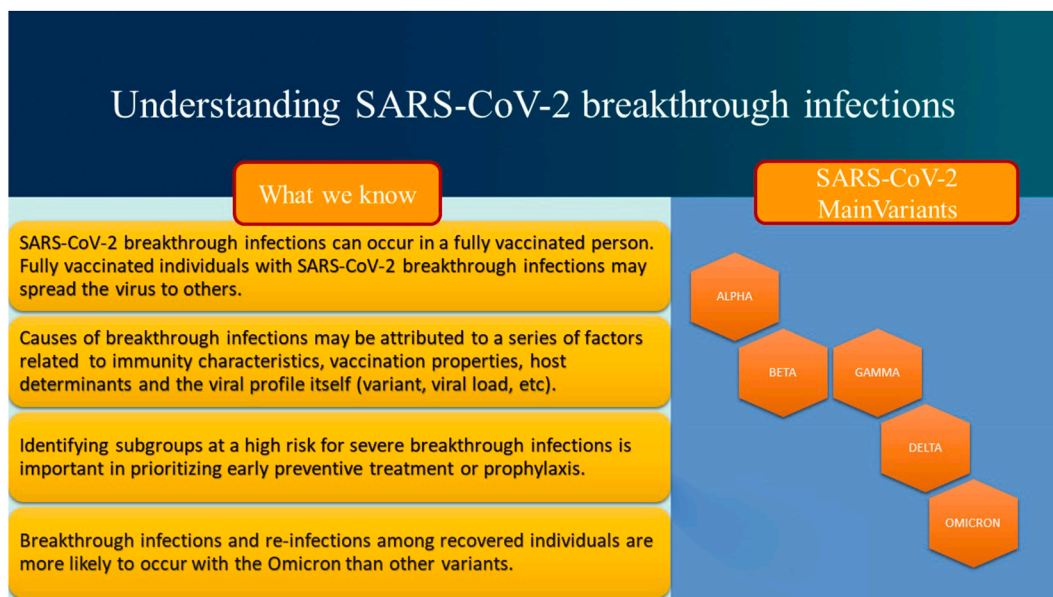 Understanding SARS-CoV-2 breakthrough infections
What we know
SARS-CoV-2 breakthrough infections can occur in a fully vaccinated person.
Fully vaccinated individuals with SARS-CoV-2 breakthrough infections may
spread the virus to others.
Causes of breakthrough infections may be attributed to a series of factors
related to immunity characteristics, vaccination properties, host
determinants and the viral profile itself (variant, viral load, etc).
Identifying subgroups at a high risk for severe breakthrough infections is
important in prioritizing early preventive treatment or prophylaxis.
Breakthrough infections and re-infections among recovered individuals are
more likely to occur with the Omicron than other variants.
SARS-CoV-2
MainVariants
ALPHA
BETA
GAMMA
DELTA
OMICRON